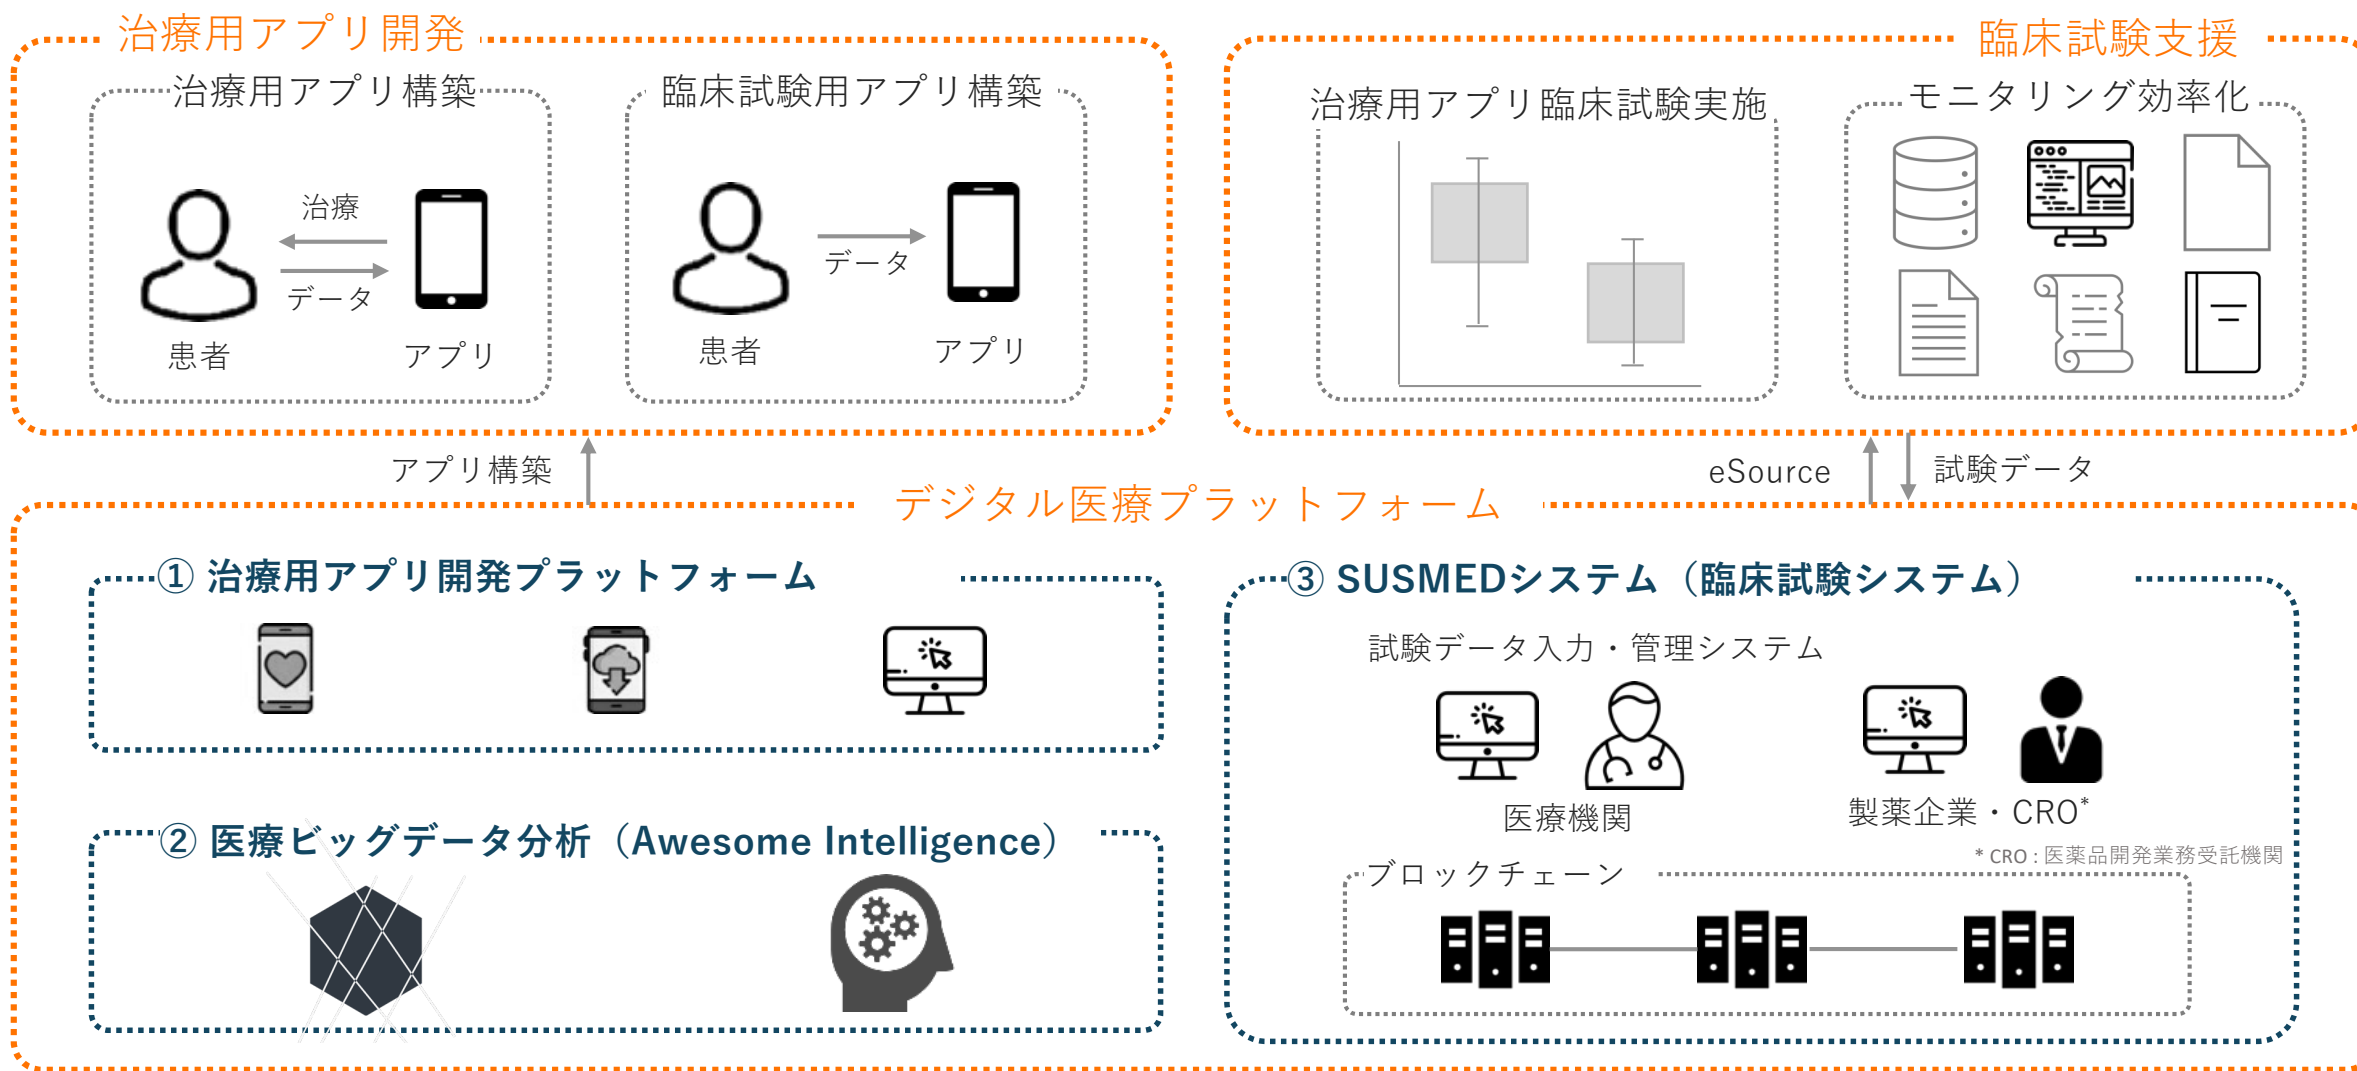 治療用アプリ開発
治療用アプリ構築
治療
データ
患者
アプリ
臨床試験用アプリ構築
データ
患者
アプリ
臨床試験支援
治療用アプリ臨床試験実施
モニタリング効率化
アプリ構築
eSource
試験データ
デジタル医療プラットフォーム
① 治療用アプリ開発プラットフォーム
② 医療ビッグデータ分析（Awesome Intelligence）
③ SUSMEDシステム（臨床試験システム）
試験データ入力・管理システム
医療機関
製薬企業・CRO*
* CRO : 医薬品開発業務受託機関
ブロックチェーン